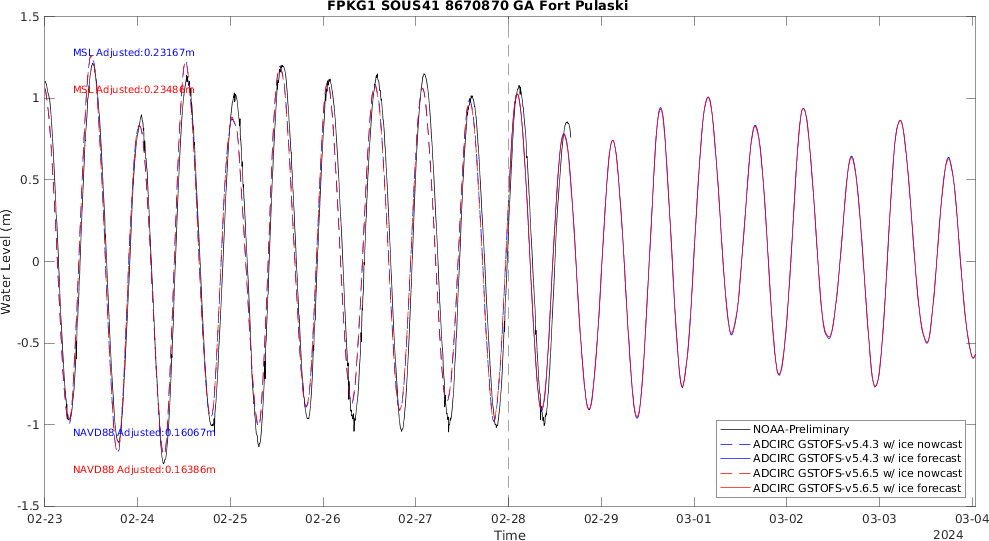 FPKG1 SOUS41 8670870 GA Fort Pulaski
1.5
MSL Adjusted:0.23167m
MSL Adjusted:0.23486m
1
0.5
0
-0.5
-1
-1.5
Water Level (m)
NAVD88 Adjusted:0.16067m
NAVD88 Adjusted:0.16386m
NOAA-Preliminary
ADCIRC GSTOFS-v5.4.3 w/ ice nowcast
ADCIRC GSTOFS-v5.4.3 w/ ice forecast
ADCIRC GSTOFS-v5.6.5 w/ ice nowcast
ADCIRC GSTOFS-v5.6.5 w/ ice forecast
02-23 02-24 02-25 02-26 02-27 02-28 02-29 03-01 03-02 03-03 03-04
Time
2024